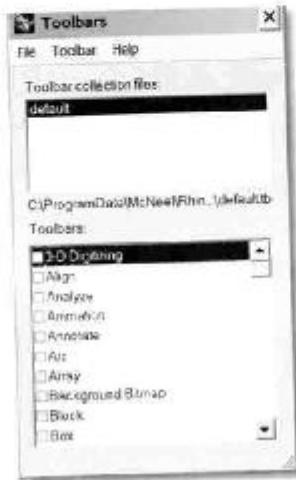 Toolbars
File Toolbar Help
Toolbar collection files:
default
C:\ProgramData\McNeel\Rhin...\default.tb
Toolbars:
3-D Digitizing
Align
Analyze
Animation
Annotate
Arc
Array
Background Bitmap
Block
Box